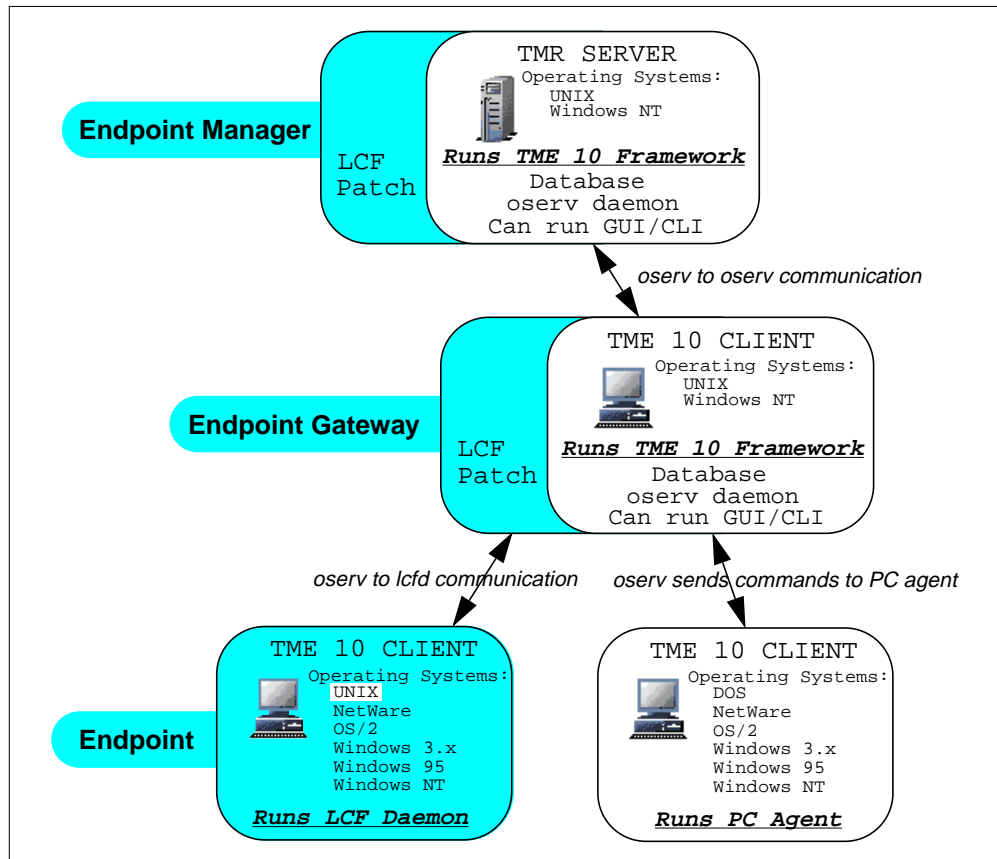 TMR SERVER
Operating Systems:
UNIX
Windows NT
Endpoint Manager
LCF
Patch
Runs TME 10 Framework
Database
oserv daemon
Can run GUI/CLI
oserv to oserv communication
TME 10 CLIENT
Operating Systems:
UNIX
Windows NT
Endpoint Gateway
LCF
Patch
Runs TME 10 Framework
Database
oserv daemon
Can run GUI/CLI
oserv to lcfd communication
oserv sends commands to PC agent
TME 10 CLIENT
Operating Systems:
UNIX
NetWare
OS/2
Windows 3.x
Windows 95
Windows NT
Endpoint
Runs LCF Daemon
TME 10 CLIENT
Operating Systems:
DOS
NetWare
OS/2
Windows 3.x
Windows 95
Windows NT
Runs PC Agent